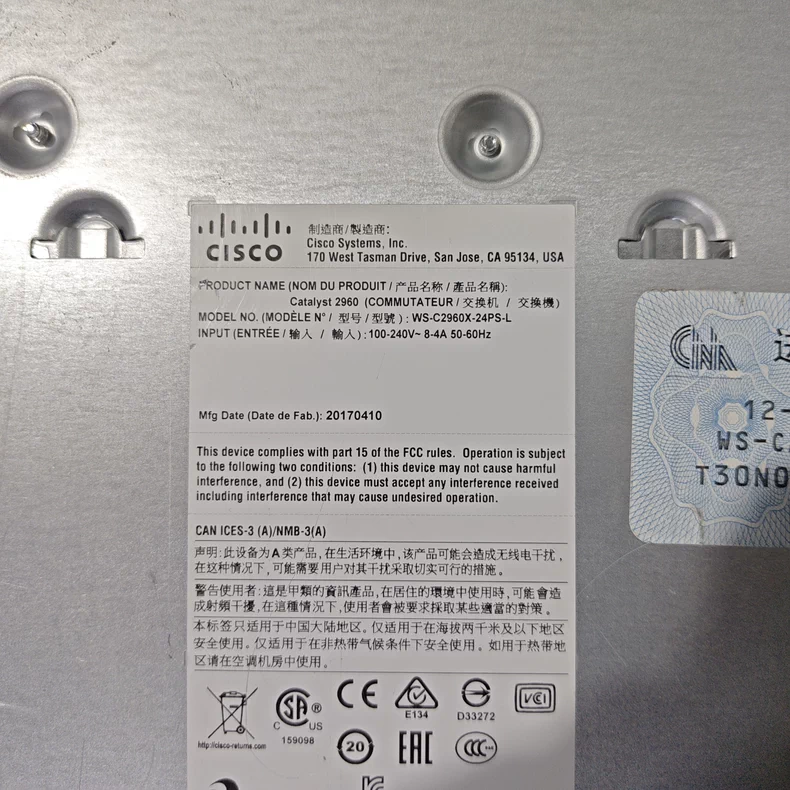 CISCO
制造商/製造商:
Cisco Systems, Inc.
170 West Tasman Drive, San Jose, CA 95134, USA
PRODUCT NAME (NOM DU PRODUIT / 产品名称 / 產品名稱):
Catalyst 2960 (COMMUTATEUR / 交换机 / 交換機)
MODEL NO. (MODÈLE N° / 型号 / 型號) : WS-C2960X-24PS-L
INPUT (ENTRÉE / 输入 / 輸入) : 100-240V~ 8-4A 50-60Hz
Mfg Date (Date de Fab.): 20170410
This device complies with part 15 of the FCC rules. Operation is subject
to the following two conditions: (1) this device may not cause harmful
interference, and (2) this device must accept any interference received
including interference that may cause undesired operation.
CAN ICES-3 (A)/NMB-3(A)
声明: 此设备为A类产品, 在生活环境中, 该产品可能会造成无线电干扰。
在这种情况下, 可能需要用户对其干扰采取切实可行的措施。
警告使用者: 這是甲類的資訊產品, 在居住的環境中使用時, 可能會造
成射頻干擾, 在這種情況下, 使用者會被要求採取某些適當的對策。
本标签只适用于中国大陆地区。仅适用于在海拔两千米及以下地区
安全使用。仅适用于在非热带气候条件下安全使用。如用于热带地
区请在空调机房中使用。
http://cisco-returns.com
C SA ® US
159098
CE
E134
D33272
VCI
20
EAC
CCC
CNA
12-
WS-C
T30N0